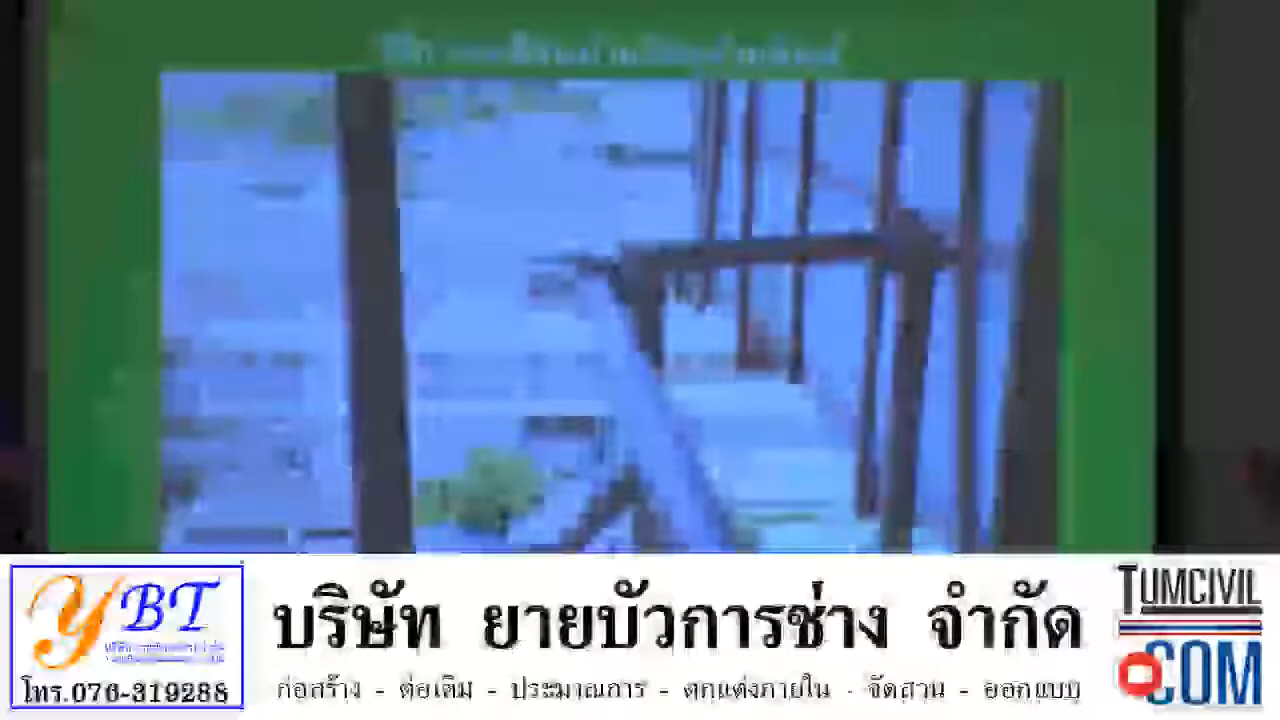 YBT
โทร.076-319288
บริษัท ยายบัวการช่าง จำกัด
ก่อสร้าง - ต่อเติม - ประมาณการ - ตกแต่งภายใน - จัดสวน - ออกแบบ
TUMCIVIL
.COM